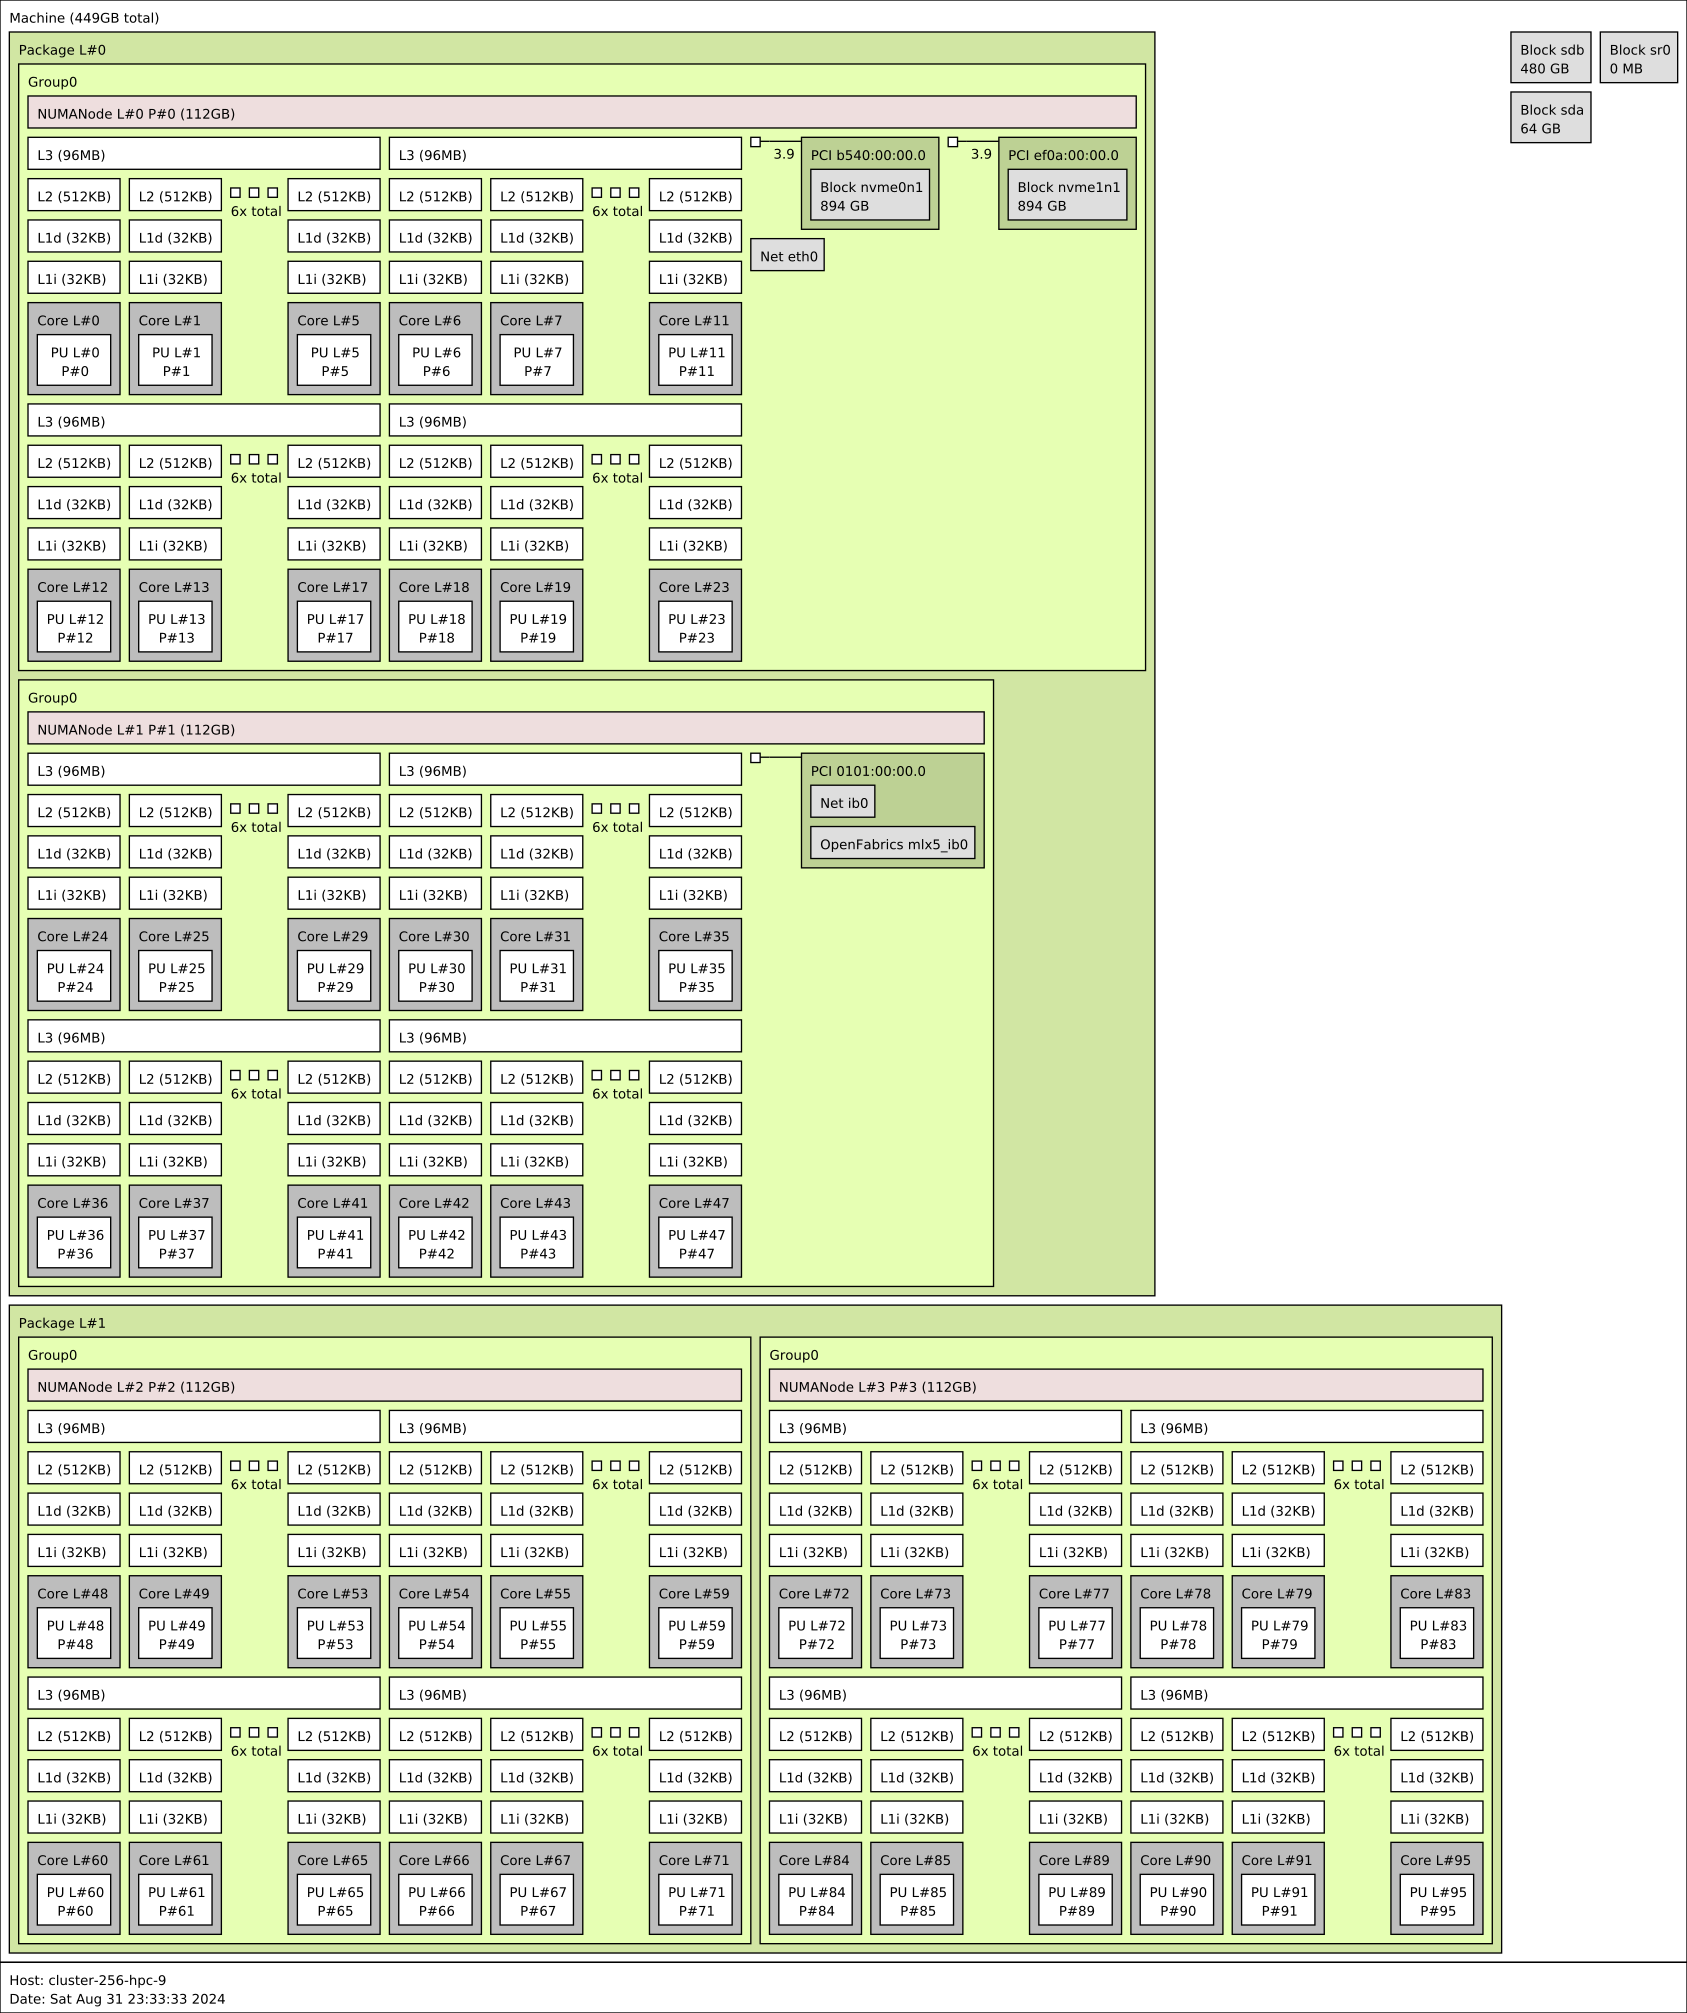 Machine (449GB total)
Package L#0
Block sdb Block sr0
480 GB 0 MB
Block sda
64 GB
Group0
NUMANode L#0 P#0 (112GB)
L3 (96MB) L3 (96MB) 3.9 PCI b540:00:00.0 3.9 PCI ef0a:00:00.0
Block nvme0n1 Block nvme1n1
894 GB 894 GB
L2 (512KB) L2 (512KB) 6x total L2 (512KB) L2 (512KB) L2 (512KB) 6x total L2 (512KB)
L1d (32KB) L1d (32KB) L1d (32KB) L1d (32KB) L1d (32KB) L1d (32KB)
Net eth0
L1i (32KB) L1i (32KB) L1i (32KB) L1i (32KB) L1i (32KB) L1i (32KB)
Core L#0 Core L#1 Core L#5 Core L#6 Core L#7 Core L#11
PU L#0 PU L#1 PU L#5 PU L#6 PU L#7 PU L#11
P#0 P#1 P#5 P#6 P#7 P#11
L3 (96MB) L3 (96MB)
L2 (512KB) L2 (512KB) 6x total L2 (512KB) L2 (512KB) L2 (512KB) 6x total L2 (512KB)
L1d (32KB) L1d (32KB) L1d (32KB) L1d (32KB) L1d (32KB) L1d (32KB)
L1i (32KB) L1i (32KB) L1i (32KB) L1i (32KB) L1i (32KB) L1i (32KB)
Core L#12 Core L#13 Core L#17 Core L#18 Core L#19 Core L#23
PU L#12 PU L#13 PU L#17 PU L#18 PU L#19 PU L#23
P#12 P#13 P#17 P#18 P#19 P#23
Group0
NUMANode L#1 P#1 (112GB)
L3 (96MB) L3 (96MB) PCI 0101:00:00.0
Net ib0
OpenFabrics mlx5_ib0
L2 (512KB) L2 (512KB) 6x total L2 (512KB) L2 (512KB) L2 (512KB) 6x total L2 (512KB)
L1d (32KB) L1d (32KB) L1d (32KB) L1d (32KB) L1d (32KB) L1d (32KB)
L1i (32KB) L1i (32KB) L1i (32KB) L1i (32KB) L1i (32KB) L1i (32KB)
Core L#24 Core L#25 Core L#29 Core L#30 Core L#31 Core L#35
PU L#24 PU L#25 PU L#29 PU L#30 PU L#31 PU L#35
P#24 P#25 P#29 P#30 P#31 P#35
L3 (96MB) L3 (96MB)
L2 (512KB) L2 (512KB) 6x total L2 (512KB) L2 (512KB) L2 (512KB) 6x total L2 (512KB)
L1d (32KB) L1d (32KB) L1d (32KB) L1d (32KB) L1d (32KB) L1d (32KB)
L1i (32KB) L1i (32KB) L1i (32KB) L1i (32KB) L1i (32KB) L1i (32KB)
Core L#36 Core L#37 Core L#41 Core L#42 Core L#43 Core L#47
PU L#36 PU L#37 PU L#41 PU L#42 PU L#43 PU L#47
P#36 P#37 P#41 P#42 P#43 P#47
Package L#1
Group0
NUMANode L#2 P#2 (112GB)
L3 (96MB) L3 (96MB)
L2 (512KB) L2 (512KB) 6x total L2 (512KB) L2 (512KB) L2 (512KB) 6x total L2 (512KB)
L1d (32KB) L1d (32KB) L1d (32KB) L1d (32KB) L1d (32KB) L1d (32KB)
L1i (32KB) L1i (32KB) L1i (32KB) L1i (32KB) L1i (32KB) L1i (32KB)
Core L#48 Core L#49 Core L#53 Core L#54 Core L#55 Core L#59
PU L#48 PU L#49 PU L#53 PU L#54 PU L#55 PU L#59
P#48 P#49 P#53 P#54 P#55 P#59
L3 (96MB) L3 (96MB)
L2 (512KB) L2 (512KB) 6x total L2 (512KB) L2 (512KB) L2 (512KB) 6x total L2 (512KB)
L1d (32KB) L1d (32KB) L1d (32KB) L1d (32KB) L1d (32KB) L1d (32KB)
L1i (32KB) L1i (32KB) L1i (32KB) L1i (32KB) L1i (32KB) L1i (32KB)
Core L#60 Core L#61 Core L#65 Core L#66 Core L#67 Core L#71
PU L#60 PU L#61 PU L#65 PU L#66 PU L#67 PU L#71
P#60 P#61 P#65 P#66 P#67 P#71
Group0
NUMANode L#3 P#3 (112GB)
L3 (96MB) L3 (96MB)
L2 (512KB) L2 (512KB) 6x total L2 (512KB) L2 (512KB) L2 (512KB) 6x total L2 (512KB)
L1d (32KB) L1d (32KB) L1d (32KB) L1d (32KB) L1d (32KB) L1d (32KB)
L1i (32KB) L1i (32KB) L1i (32KB) L1i (32KB) L1i (32KB) L1i (32KB)
Core L#72 Core L#73 Core L#77 Core L#78 Core L#79 Core L#83
PU L#72 PU L#73 PU L#77 PU L#78 PU L#79 PU L#83
P#72 P#73 P#77 P#78 P#79 P#83
L3 (96MB) L3 (96MB)
L2 (512KB) L2 (512KB) 6x total L2 (512KB) L2 (512KB) L2 (512KB) 6x total L2 (512KB)
L1d (32KB) L1d (32KB) L1d (32KB) L1d (32KB) L1d (32KB) L1d (32KB)
L1i (32KB) L1i (32KB) L1i (32KB) L1i (32KB) L1i (32KB) L1i (32KB)
Core L#84 Core L#85 Core L#89 Core L#90 Core L#91 Core L#95
PU L#84 PU L#85 PU L#89 PU L#90 PU L#91 PU L#95
P#84 P#85 P#89 P#90 P#91 P#95
Host: cluster-256-hpc-9
Date: Sat Aug 31 23:33:33 2024